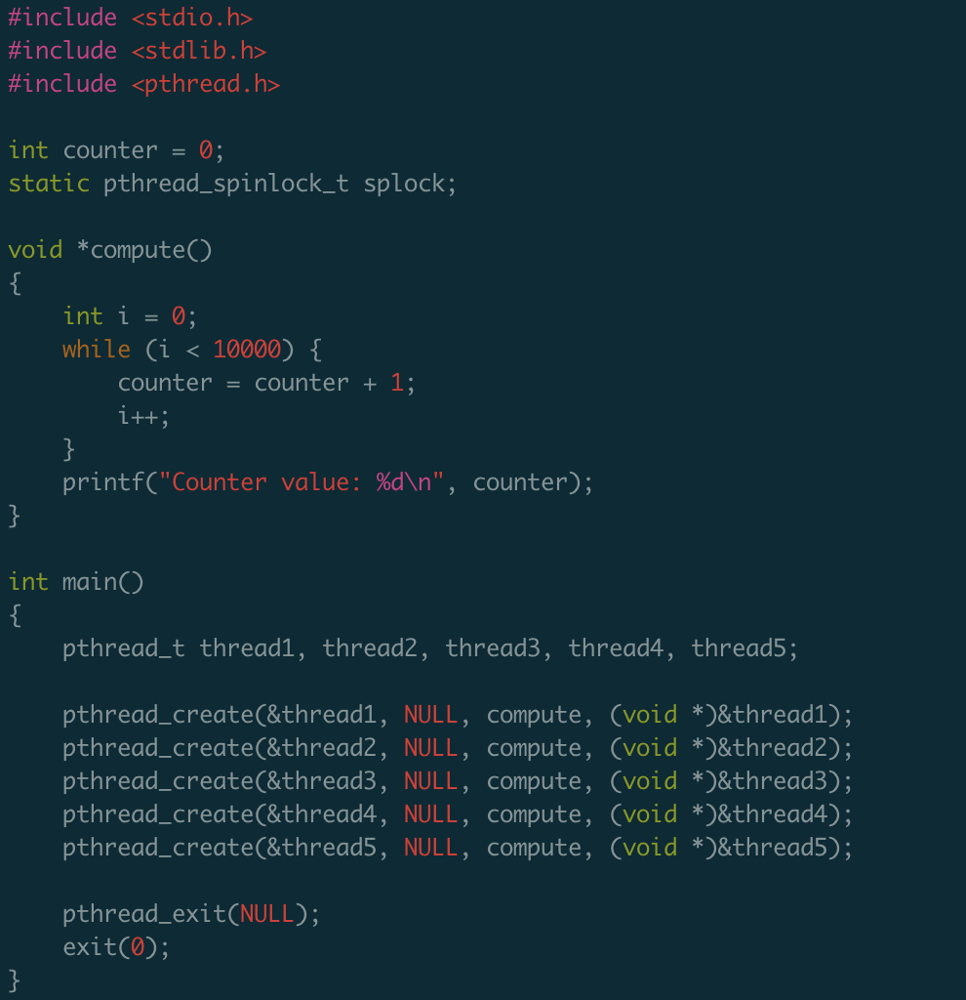 #include <stdio.h>
#include <stdlib.h>
#include <pthread.h>

int counter = 0;
static pthread_spinlock_t splock;

void *compute()
{
    int i = 0;
    while (i < 10000) {
        counter = counter + 1;
        i++;
    }
    printf("Counter value: %d\n", counter);
}

int main()
{
    pthread_t thread1, thread2, thread3, thread4, thread5;

    pthread_create(&thread1, NULL, compute, (void *)&thread1);
    pthread_create(&thread2, NULL, compute, (void *)&thread2);
    pthread_create(&thread3, NULL, compute, (void *)&thread3);
    pthread_create(&thread4, NULL, compute, (void *)&thread4);
    pthread_create(&thread5, NULL, compute, (void *)&thread5);

    pthread_exit(NULL);
    exit(0);
}